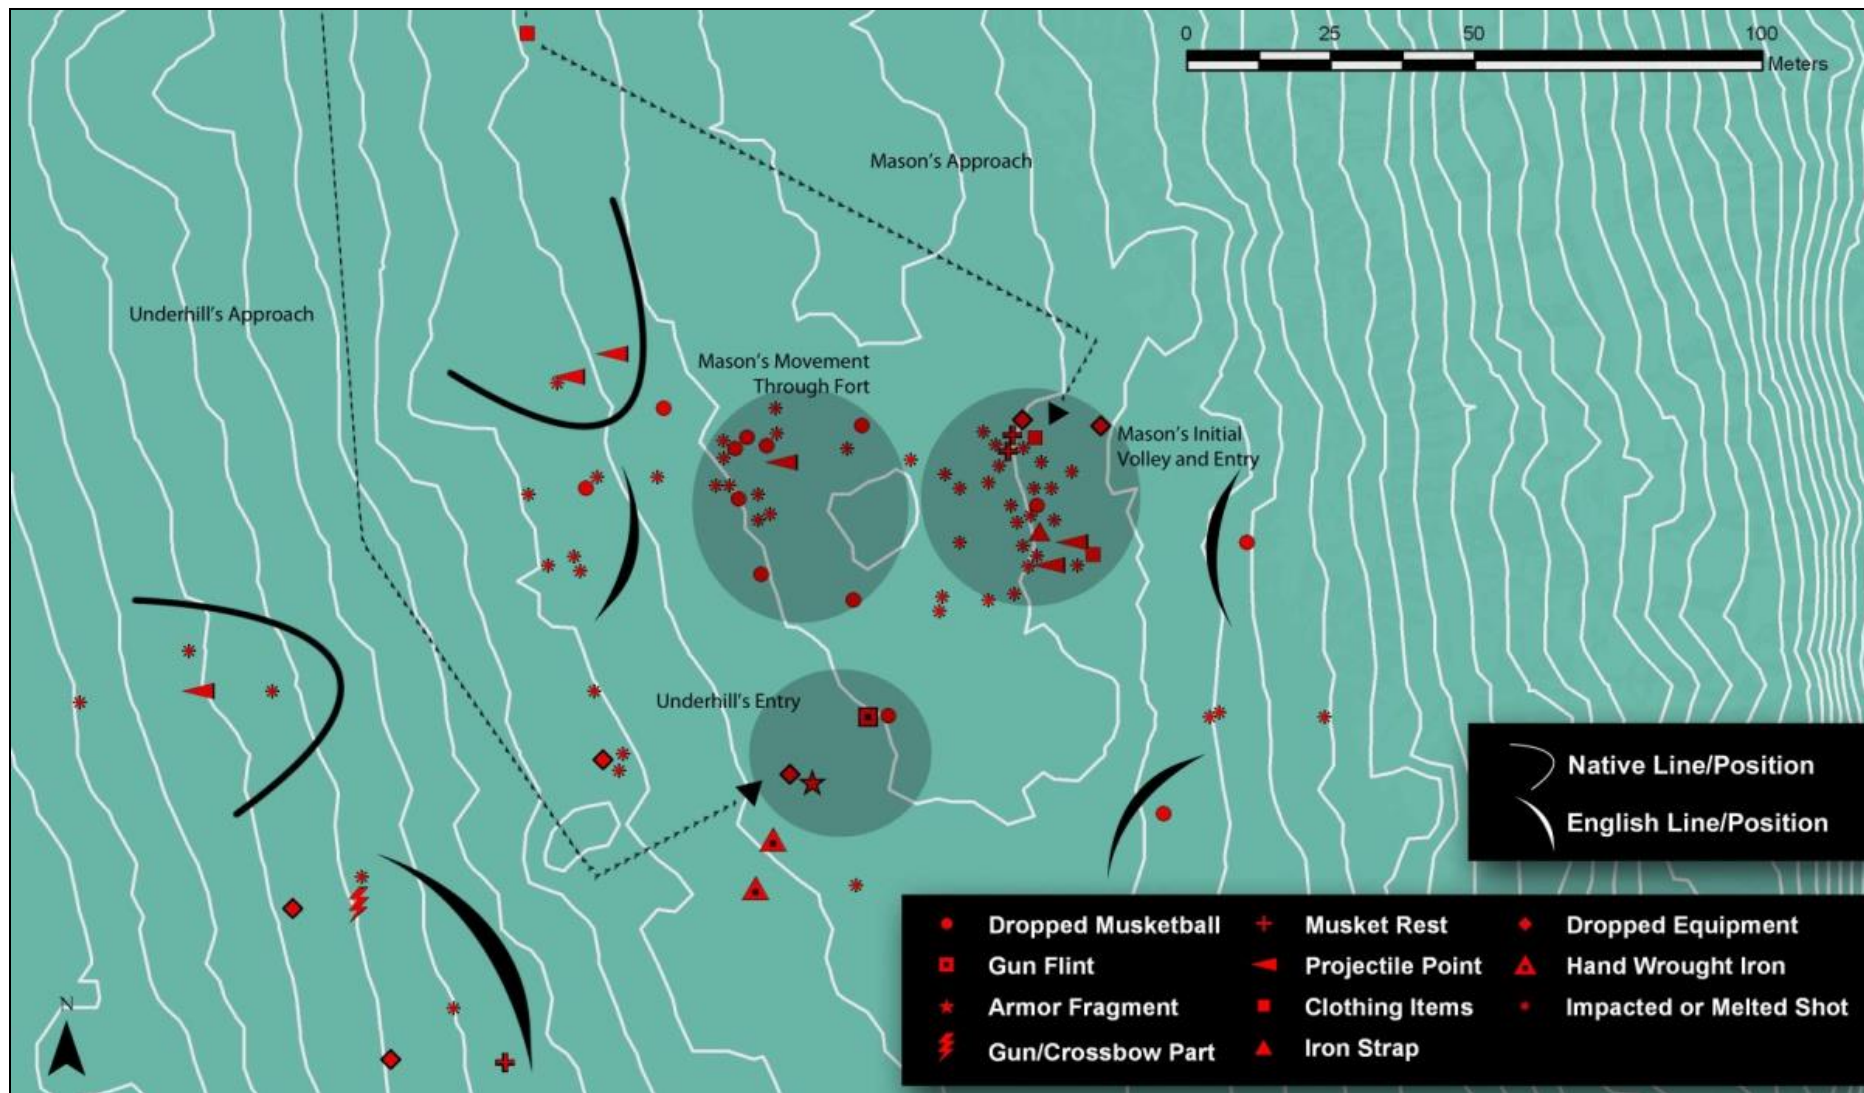 0 25 50 100
Meters
Mason's Approach
Underhill's Approach
Mason's Movement
Through Fort
Mason's Initial
Volley and Entry
Underhill's Entry
Native Line/Position
English Line/Position
Dropped Musketball
Musket Rest
Dropped Equipment
Gun Flint
Projectile Point
Hand Wrought Iron
Armor Fragment
Clothing Items
Impacted or Melted Shot
Gun/Crossbow Part
Iron Strap
N